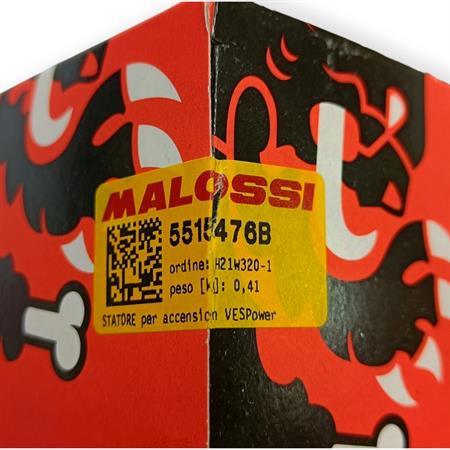 MALOSSI
5515476B
ordine: H21W320-1
peso [k]: 0,41
STATORE per accension VESPower